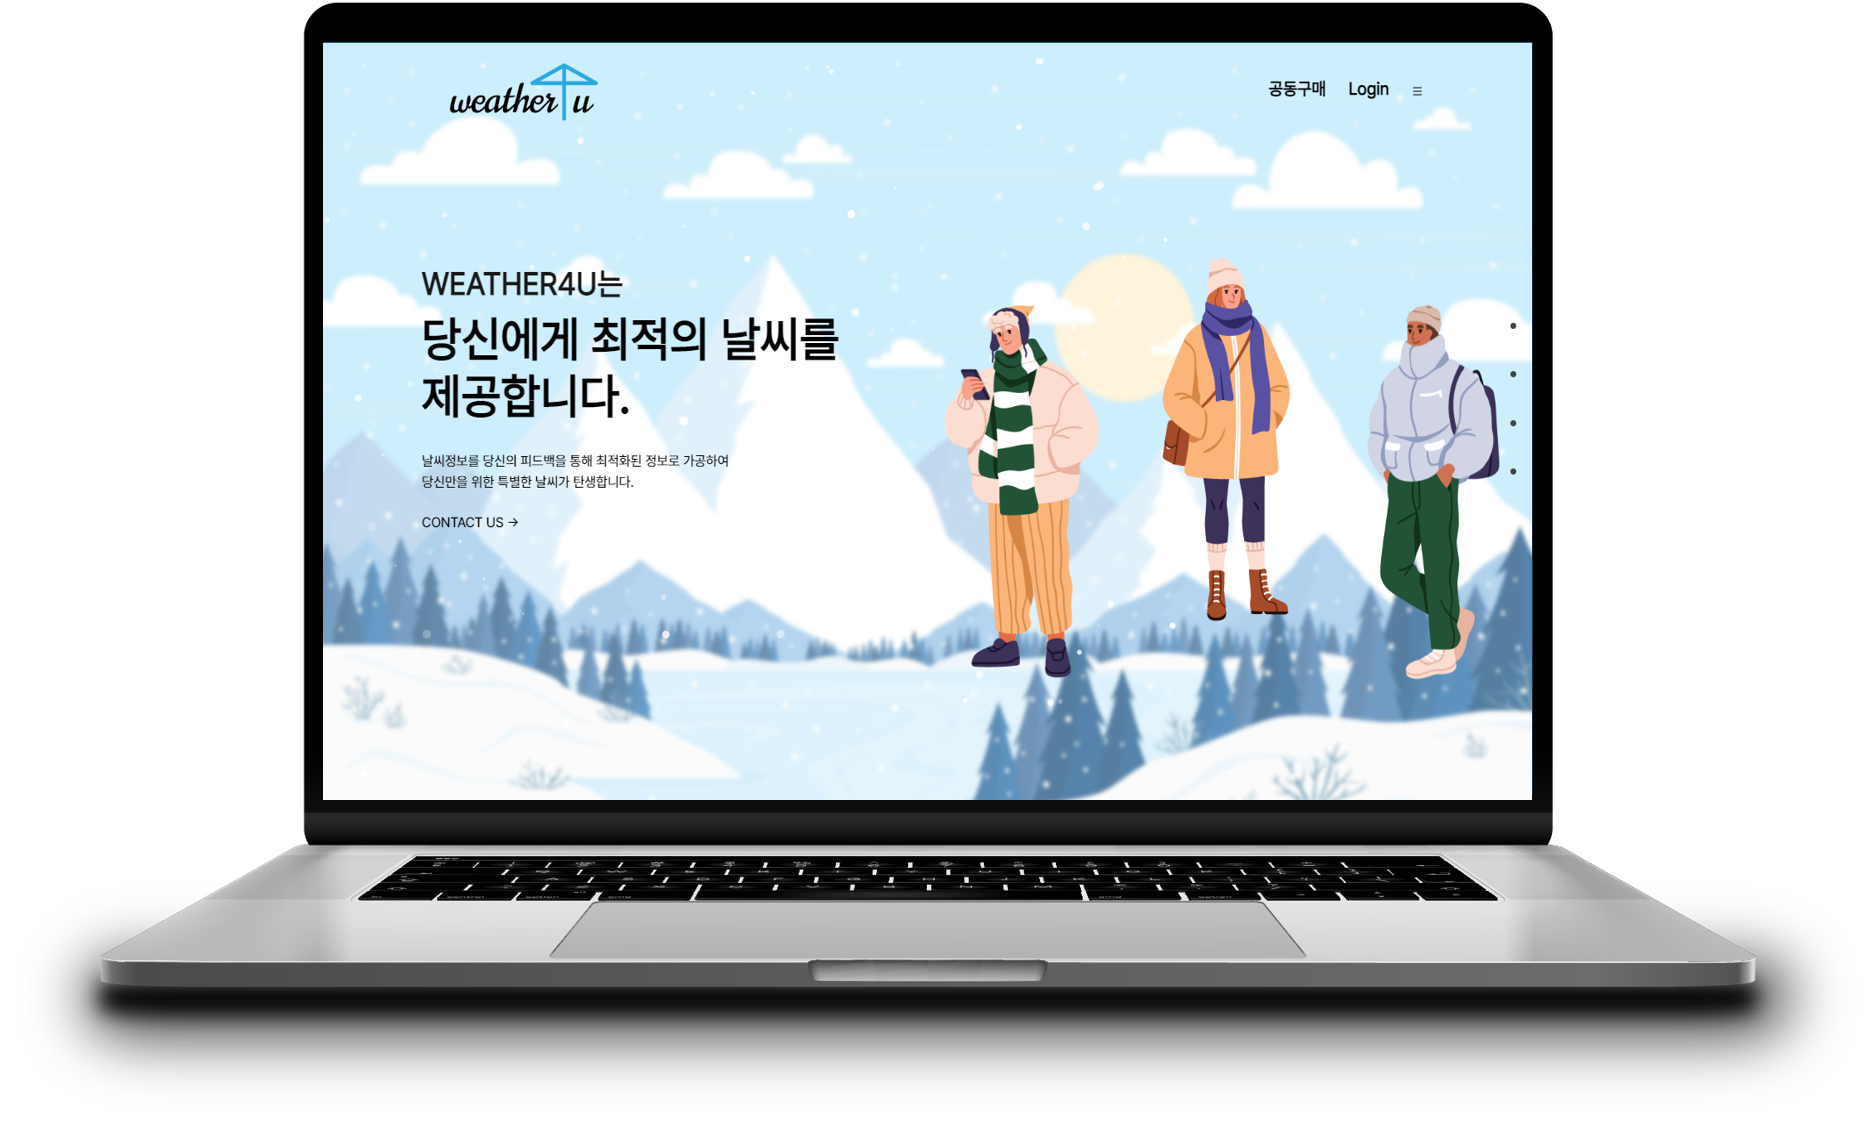 weather4u
공동구매 Login
WEATHER4U는
당신에게 최적의 날씨를
제공합니다.
날씨정보를 당신의 피드백을 통해 최적화된 정보로 가공하여
당신만을 위한 특별한 날씨가 탄생합니다.
CONTACT US →